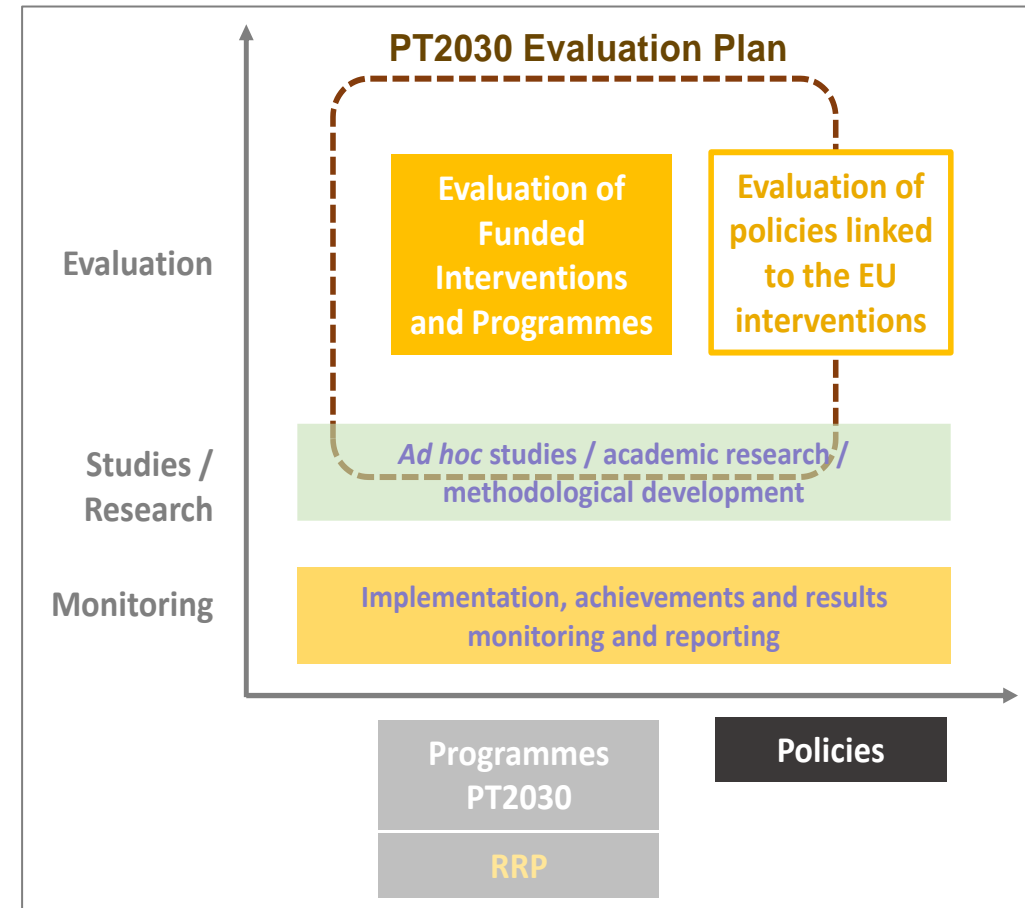 PT2030 Evaluation Plan
Evaluation
Evaluation of
Funded
Interventions
and Programmes
Evaluation of
policies linked
to the EU
interventions
Studies /
Research
Ad hoc studies / academic research /
methodological development
Monitoring
Implementation, achievements and results
monitoring and reporting
Programmes
PT2030
Policies
RRP